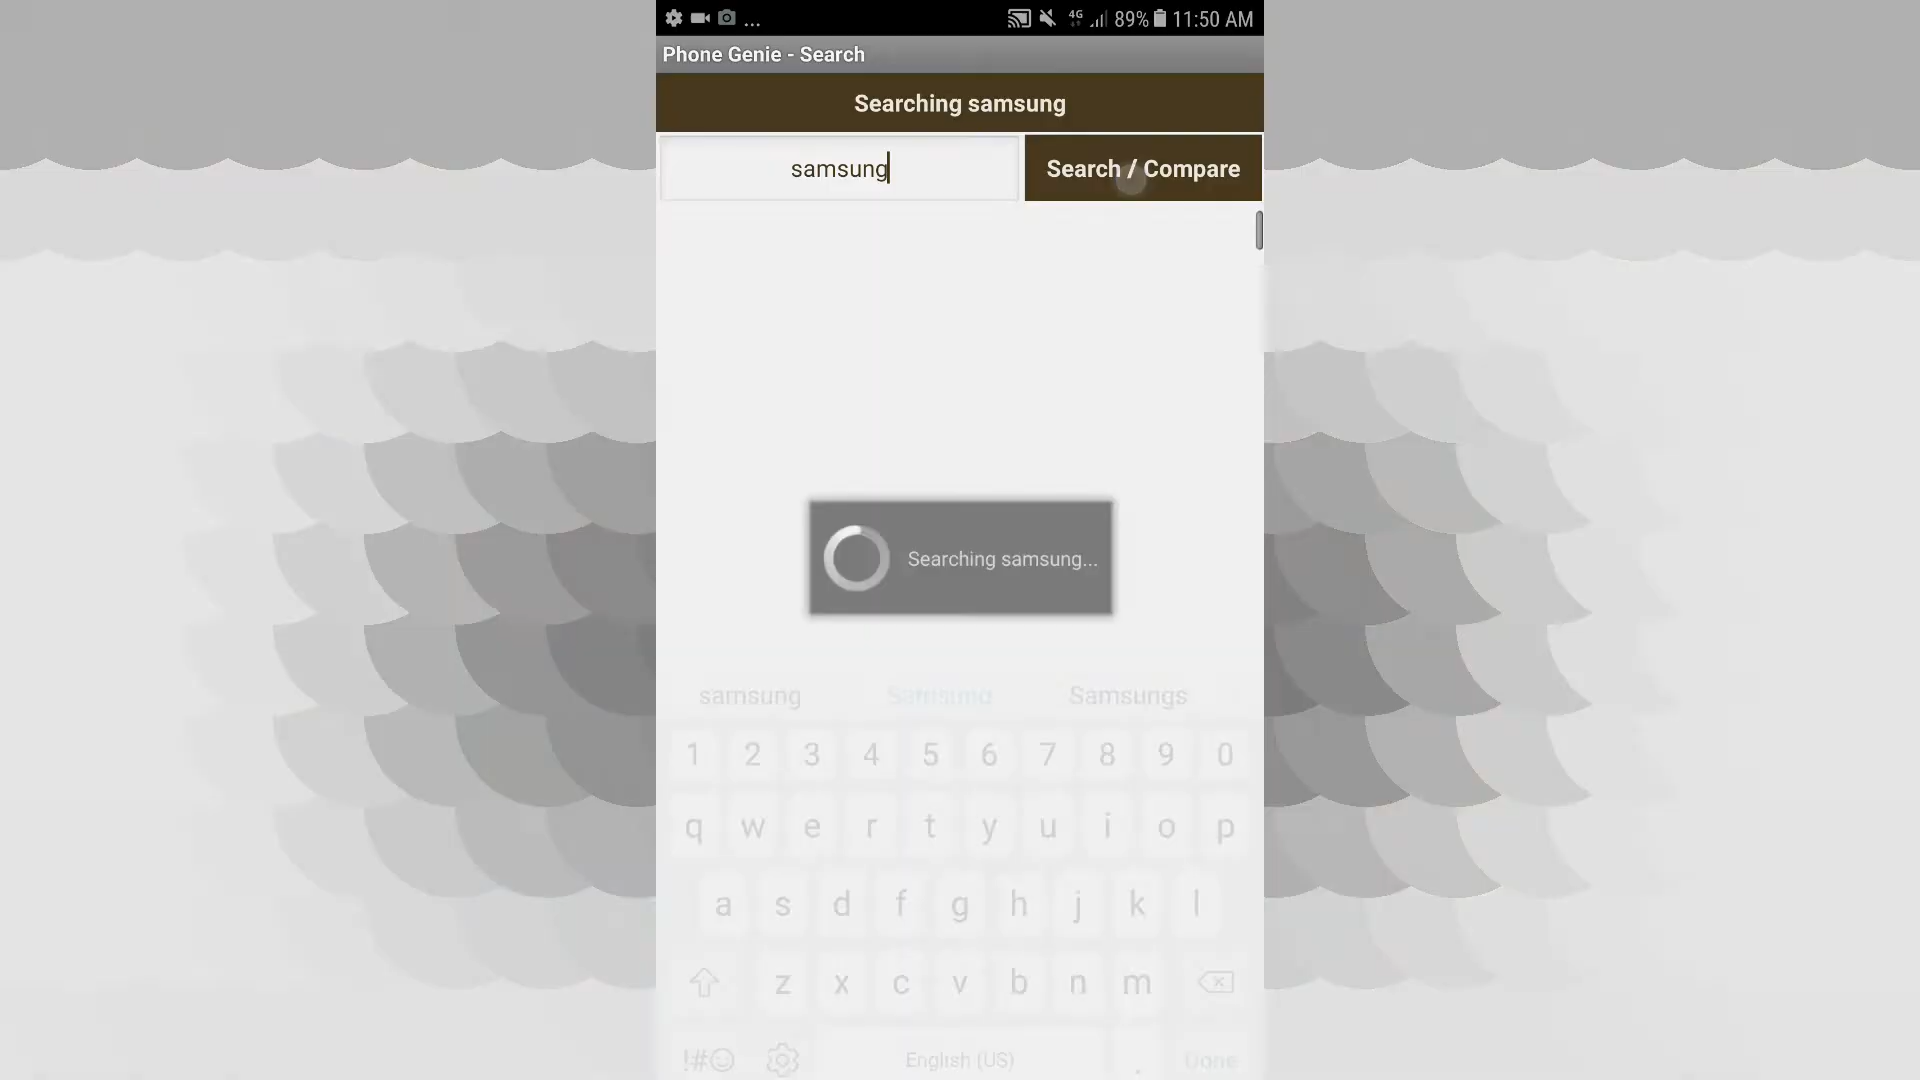 ... 4G 89% 11:50 AM
Phone Genie - Search
Searching samsung
samsung Search / Compare
Searching samsung...
samsung Samsung Samsungs
1 2 3 4 5 6 7 8 9 0
q w e r t y u i o p
a s d f g h j k l
z x c v b n m
!#☺ English (US) . Done